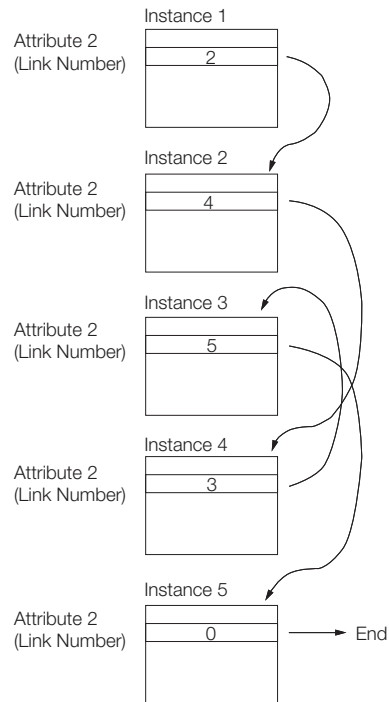 Instance 1
Attribute 2
(Link Number)
2
Instance 2
Attribute 2
(Link Number)
4
Instance 3
Attribute 2
(Link Number)
5
Instance 4
Attribute 2
(Link Number)
3
Instance 5
Attribute 2
(Link Number)
0
End